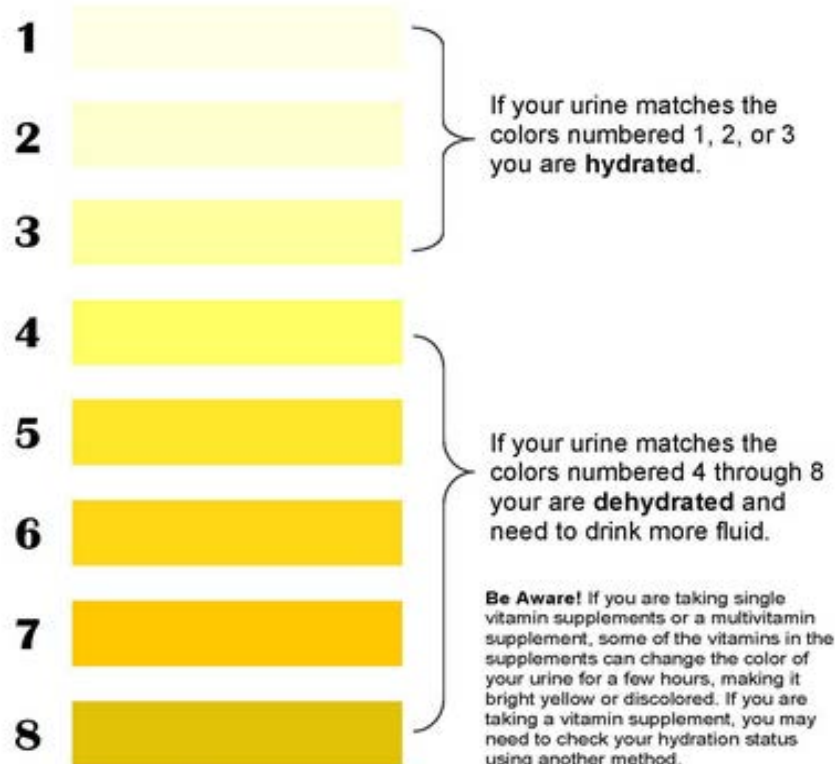 1
2
3
If your urine matches the
colors numbered 1, 2, or 3
you are hydrated.
4
5
6
7
8
If your urine matches the
colors numbered 4 through 8
your are dehydrated and
need to drink more fluid.
Be Aware! If you are taking single
vitamin supplements or a multivitamin
supplement, some of the vitamins in the
supplements can change the color of
your urine for a few hours, making it
bright yellow or discolored. If you are
taking a vitamin supplement, you may
need to check your hydration status
using another method.